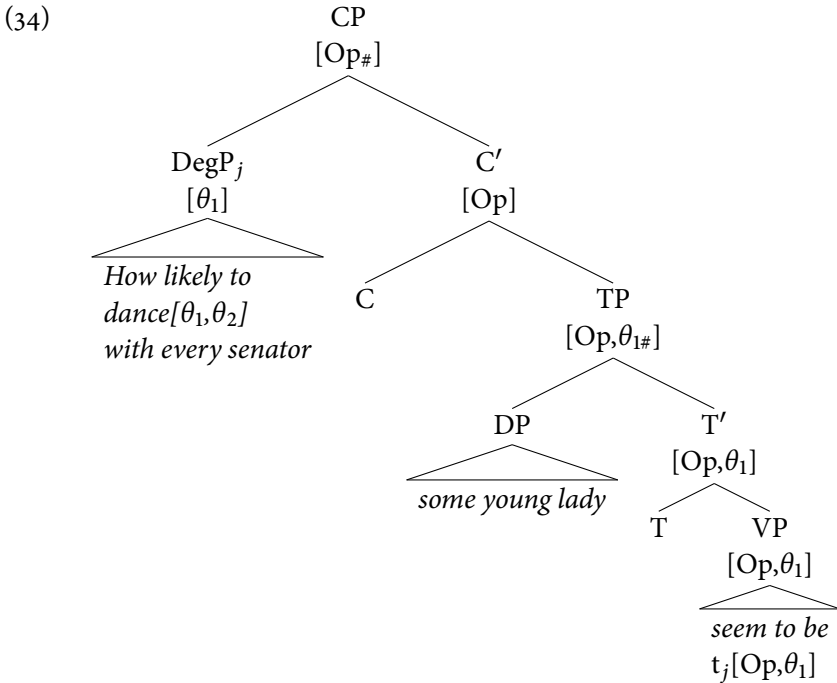 (34) CP
[Op#]
DegPj C′
[θ1] [Op]
How likely to
dance[θ1,θ2]
with every senator
C TP
[Op,θ1#]
DP T′
[Op,θ1]
some young lady T VP
[Op,θ1]
seem to be
tj[Op,θ1]